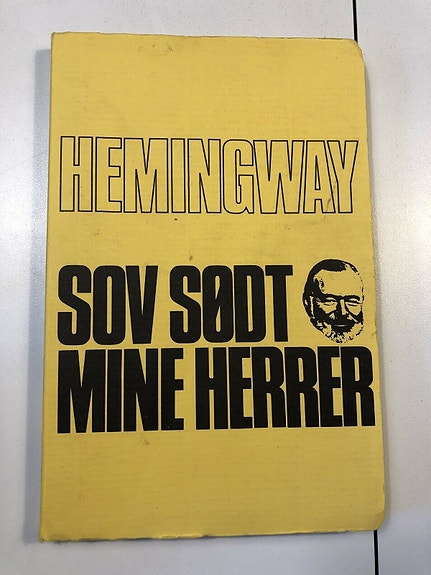 HEMINGWAY
SOV SØDT
MINE HERRER